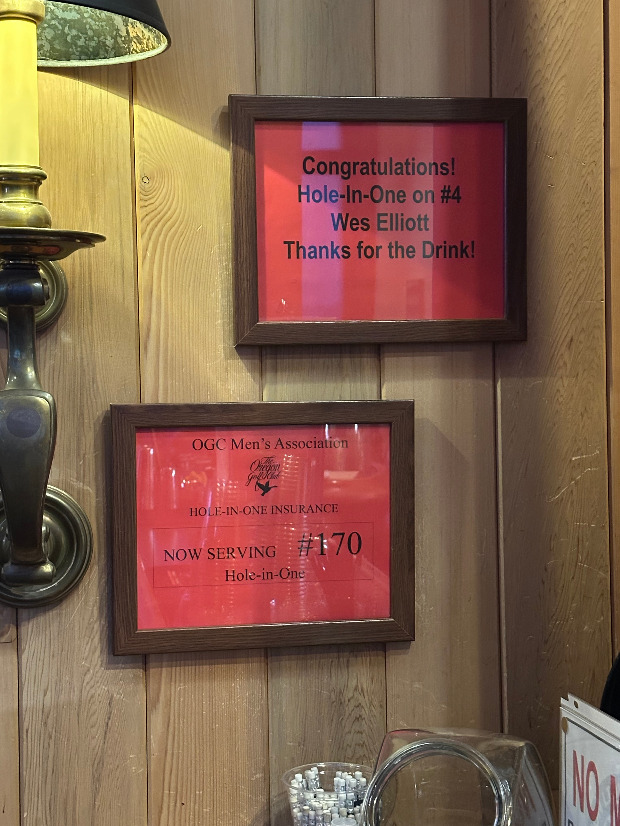 Congratulations!
Hole-In-One on #4
Wes Elliott
Thanks for the Drink!
OGC Men's Association
The
Oregon
Golf Club
HOLE-IN-ONE INSURANCE
NOW SERVING #170
Hole-in-One
NO